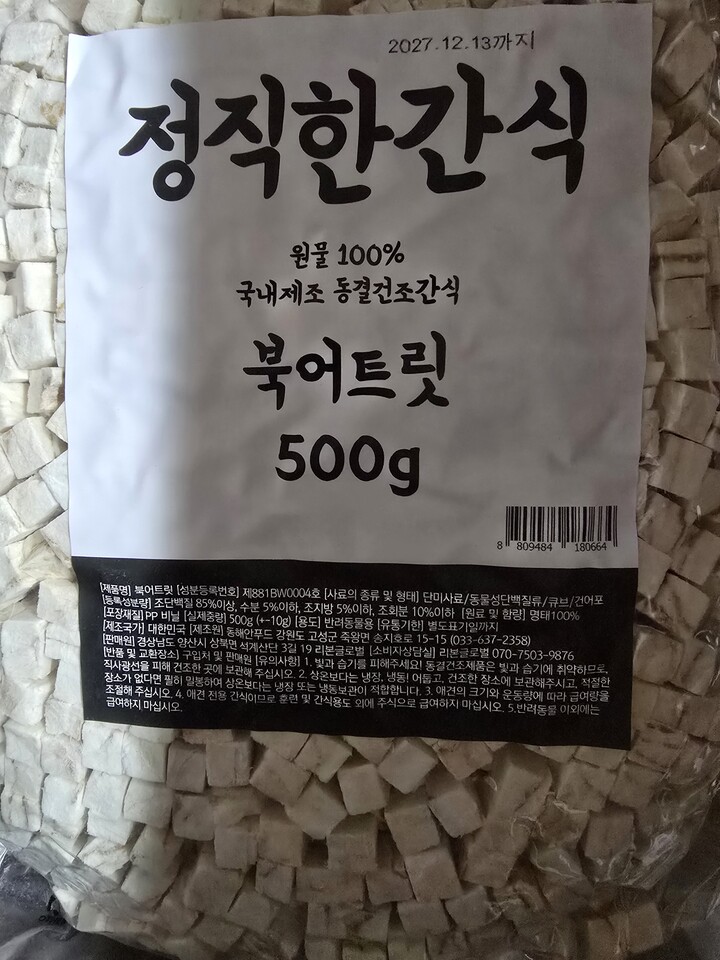 2027.12.13까지
정직한간식
원물 100%
국내제조 동결건조간식
북어트릿
500g
8 809484 180664
[제품명] 북어트릿 [성분등록번호] 제881BW0004호 [사료의 종류 및 형태] 단미사료/동물성단백질류/큐브/건어포
[등록성분량] 조단백질 85%이상, 수분 5%이하, 조지방 5%이하, 조회분 10%이하 [원료 및 함량] 명태100%
[포장재질] PP 비닐 [실제중량] 500g (+-10g) [용도] 반려동물용 [유통기한] 별도표기일까지
[제조국가] 대한민국 [제조원] 동해안푸드 강원도 고성군 죽왕면 송지호로 15-15 (033-637-2358)
[판매원] 경상남도 양산시 상북면 석계산단 3길 19 리본글로벌 [소비자상담실] 리본글로벌 070-7503-9876
[반품 및 교환장소] 구입처 및 판매원 [유의사항] 1. 빛과 습기를 피해주세요! 동결건조제품은 빛과 습기에 취약하므로,
직사광선을 피해 건조한 곳에 보관해 주십시오. 2. 상온보다는 냉장, 냉동! 어둡고, 건조한 장소에 보관해주시고, 적절한
장소가 없다면 필히 밀봉하여 상온보다는 냉장 또는 냉동보관이 적합합니다. 3. 애견의 크기와 운동량에 따라 급여량을
조절해 주십시오. 4. 애견 전용 간식이므로 훈련 및 간식용도 외에 주식으로 급여하지 마십시오. 5.반려동물 이외에는
급여하지 마십시오.